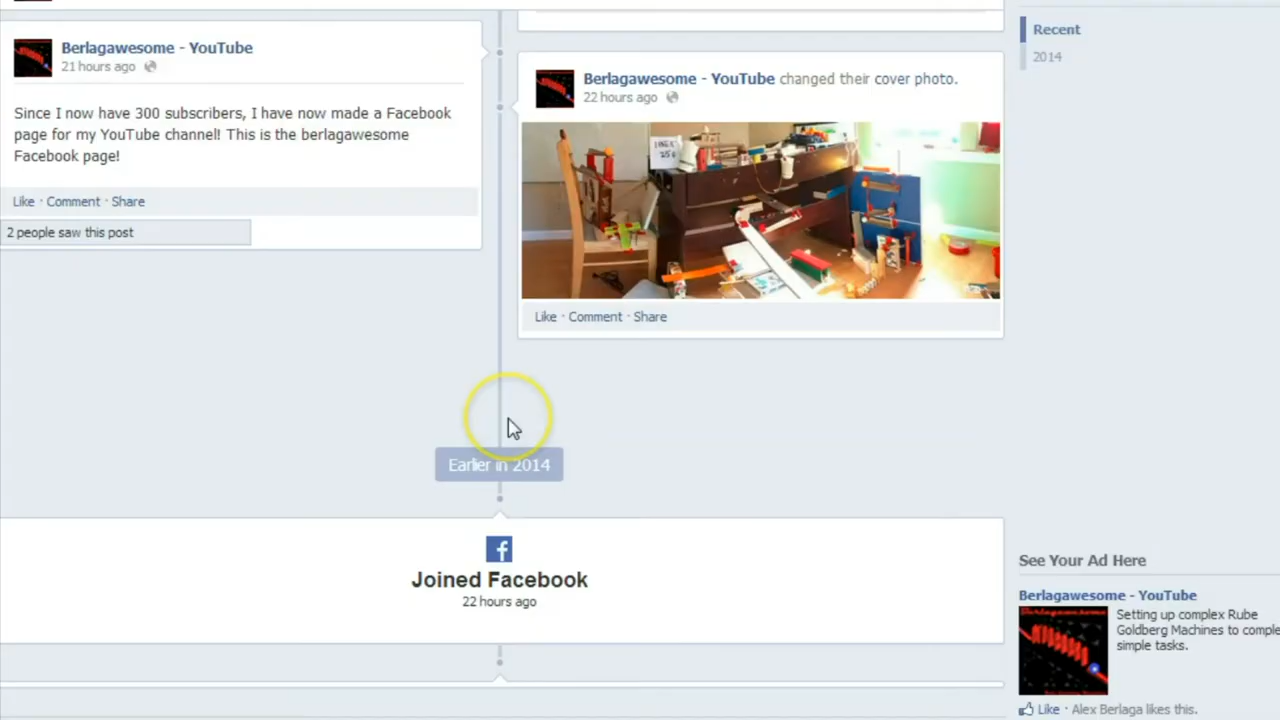 Berlagawesome - YouTube
21 hours ago
Since I now have 300 subscribers, I have now made a Facebook
page for my YouTube channel! This is the berlagawesome
Facebook page!
Like · Comment · Share
2 people saw this post
Berlagawesome - YouTube changed their cover photo.
22 hours ago
Like · Comment · Share
Earlier in 2014
Joined Facebook
22 hours ago
Recent
2014
See Your Ad Here
Berlagawesome - YouTube
Setting up complex Rube
Goldberg Machines to comple
simple tasks.
Berlagawesome
Like · Alex Berlaga likes this.